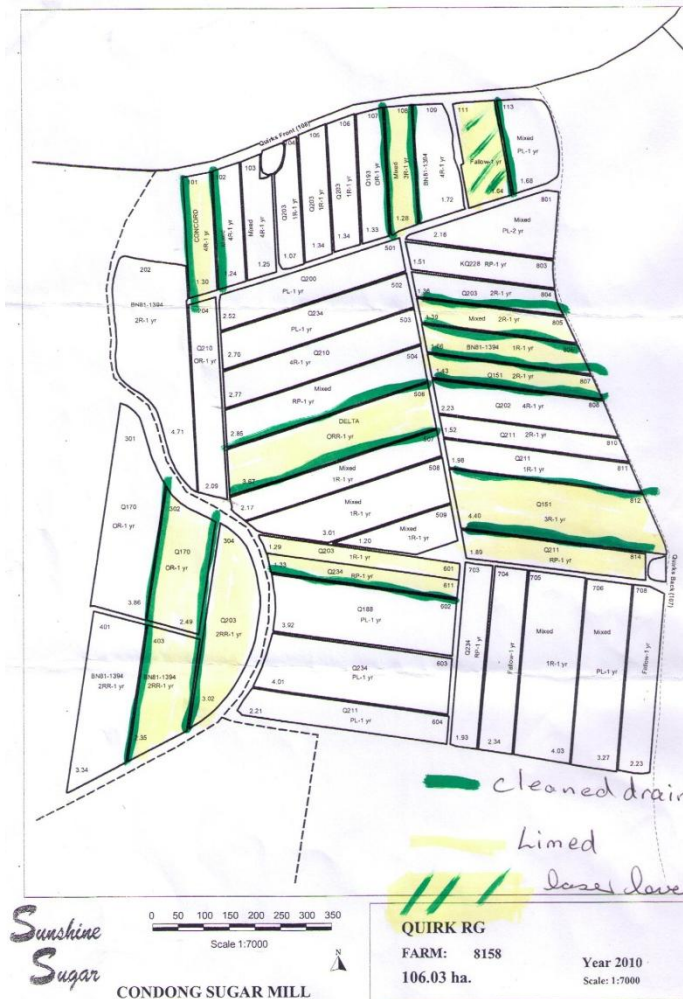 Quirks Front (106)
101
CONCORD
4R-1 yr
1.30
102
4R-1 yr
1.24
103
Mixed
4R-1 yr
1.25
104
Q203
1R-1 yr
1.07
105
Q203
1R-1 yr
1.34
106
Q203
1R-1 yr
1.34
107
Q193
OR-1 yr
1.33
108
Mixed
3R-1 yr
1.28
109
BN81-1394
4R-1 yr
1.72
111
Fallow-1 yr
113
Mixed
PL-1 yr
1.68
801
Mixed
PL-2 yr
2.16
KQ228 RP-1 yr
803
1.51
Q203 2R-1 yr
804
1.36
Mixed 2R-1 yr
805
BN81-1394 1R-1 yr
Q151 2R-1 yr
807
1.43
808
Q202 4R-1 yr
2.23
Q211 2R-1 yr
810
1.52
Q211
1R-1 yr
811
1.98
812
Q151
3R-1 yr
4.40
Q211
RP-1 yr
814
1.89
Quirks Back (107)
501
Q200
PL-1 yr
502
2.52
Q234
PL-1 yr
503
2.70
Q210
4R-1 yr
504
2.77
Mixed
RP-1 yr
506
2.85
DELTA
ORR-1 yr
507
3.67
Mixed
1R-1 yr
508
2.17
Mixed
1R-1 yr
509
3.01
Mixed
1R-1 yr
1.20
202
BN81-1394
2R-1 yr
4.71
204
Q210
OR-1 yr
2.09
301
Q170
OR-1 yr
3.86
302
Q170
OR-1 yr
2.49
304
Q203
2RR-1 yr
3.02
401
BN81-1394
2RR-1 yr
3.34
403
BN81-1394
2RR-1 yr
2.35
1.29
Q203
1R-1 yr
601
1.33
Q234
RP-1 yr
611
602
Q188
PL-1 yr
3.92
603
Q234
PL-1 yr
4.01
Q211
PL-1 yr
604
2.21
703
Q234
RP-1 yr
1.93
704
Fallow-1 yr
2.34
705
Mixed
1R-1 yr
4.03
706
Mixed
PL-1 yr
3.27
708
Fallow-1 yr
2.23
cleaned drain
Limed
laser leve
Sunshine
Sugar
0 50 100 150 200 250 300 350
Scale 1:7000
N
CONDONG SUGAR MILL
QUIRK RG
FARM: 8158
106.03 ha.
Year 2010
Scale: 1:7000